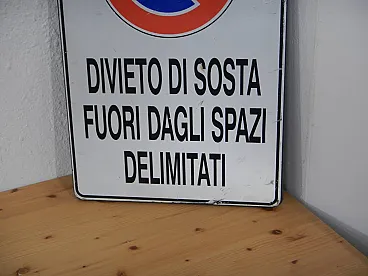 DIVIETO DI SOSTA
FUORI DAGLI SPAZI
DELIMITATI